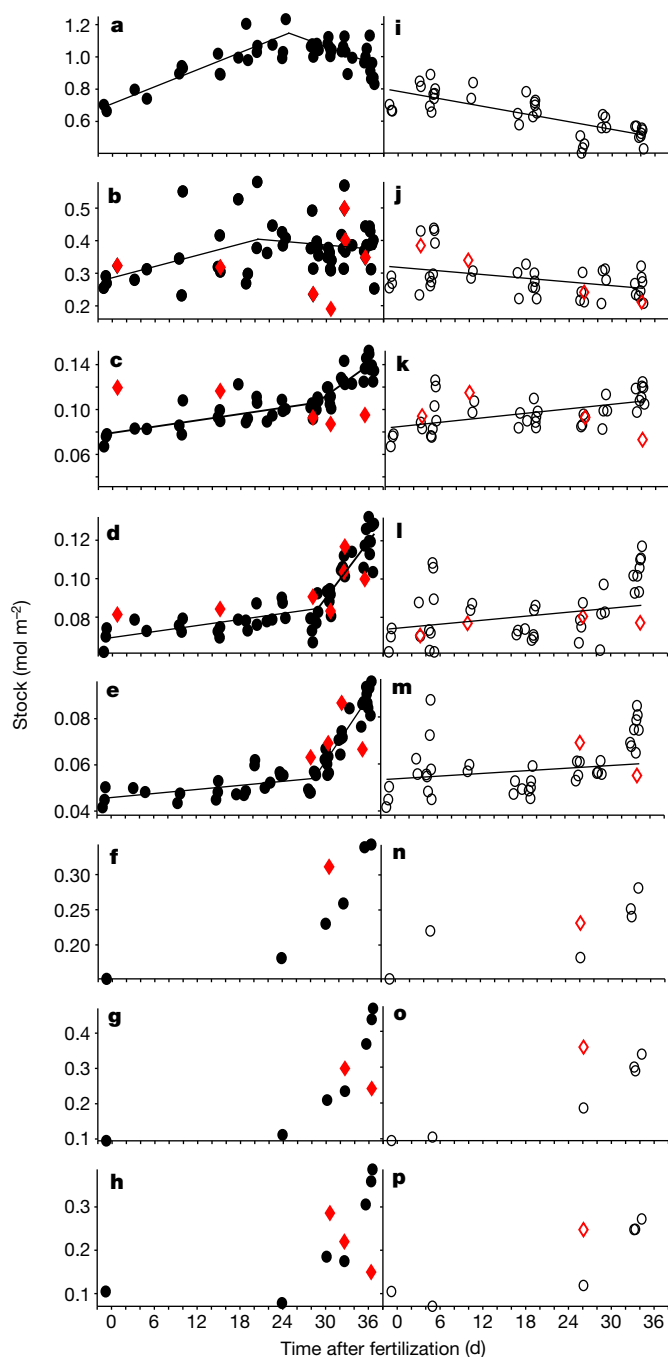 a
i
1.2
1.0
0.8
0.6
b
j
0.5
0.4
0.3
0.2
c
k
0.14
0.10
0.06
d
l
0.12
0.10
0.08
e
m
0.08
0.06
0.04
f
n
0.30
0.25
0.20
g
o
0.4
0.3
0.2
0.1
h
p
0.3
0.2
0.1
Stock (mol m−2)
0 6 12 18 24 30 36 0 6 12 18 24 30 36
Time after fertilization (d)